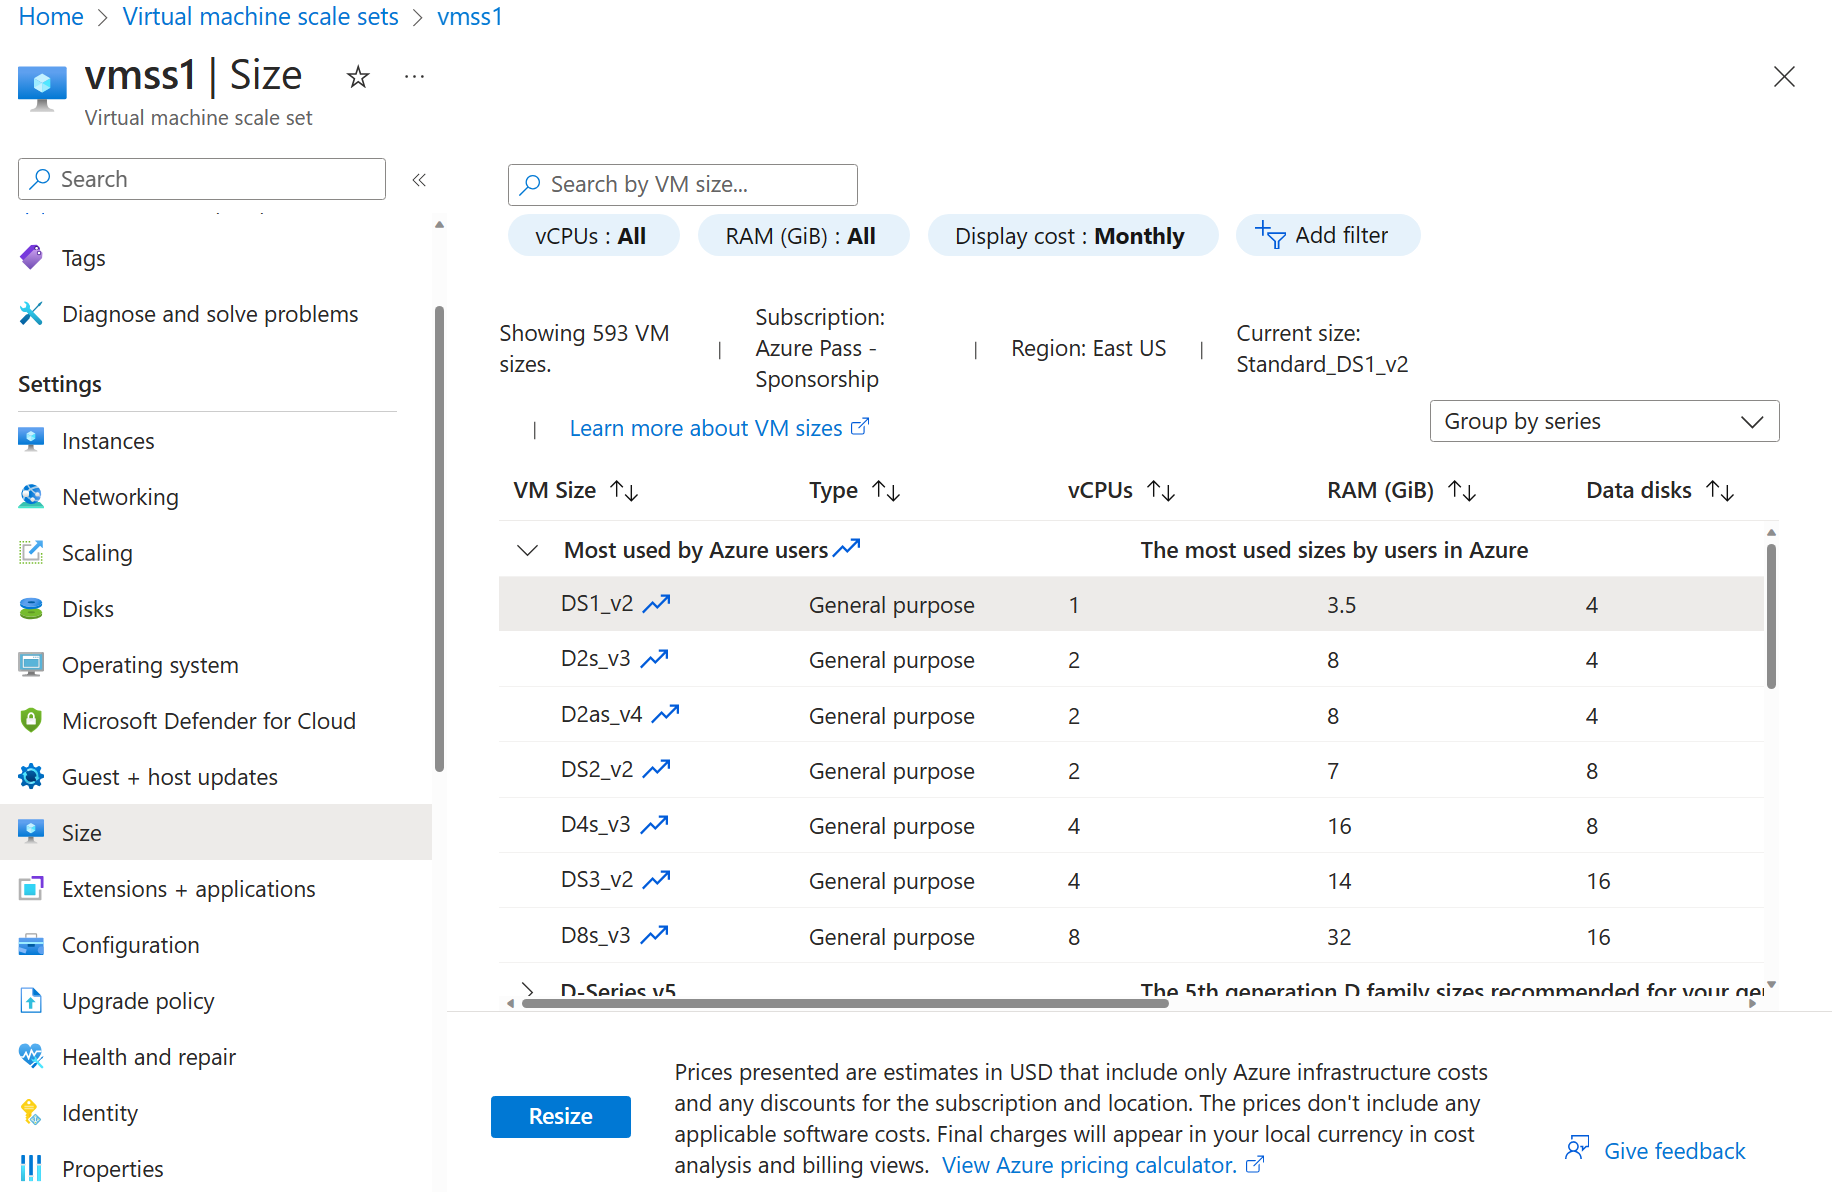 Home > Virtual machine scale sets > vmss1
vmss1 | Size
Virtual machine scale set
Search
Tags
Diagnose and solve problems
Settings
Instances
Networking
Scaling
Disks
Operating system
Microsoft Defender for Cloud
Guest + host updates
Size
Extensions + applications
Configuration
Upgrade policy
Health and repair
Identity
Properties
Search by VM size...
vCPUs : All
RAM (GiB) : All
Display cost : Monthly
Add filter
Showing 593 VM
sizes.
Subscription:
Azure Pass -
Sponsorship
Region: East US
Current size:
Standard_DS1_v2
Learn more about VM sizes
Group by series
VM Size Type vCPUs RAM (GiB) Data disks
Most used by Azure users The most used sizes by users in Azure
DS1_v2 General purpose 1 3.5 4
D2s_v3 General purpose 2 8 4
D2as_v4 General purpose 2 8 4
DS2_v2 General purpose 2 7 8
D4s_v3 General purpose 4 16 8
DS3_v2 General purpose 4 14 16
D8s_v3 General purpose 8 32 16
D-Series v5 The 5th generation D family sizes recommended for your
Resize
Prices presented are estimates in USD that include only Azure infrastructure costs
and any discounts for the subscription and location. The prices don't include any
applicable software costs. Final charges will appear in your local currency in cost
analysis and billing views. View Azure pricing calculator.
Give feedback